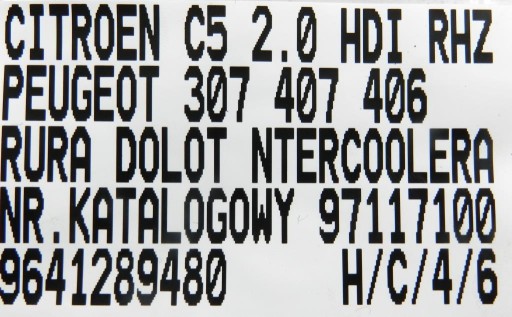 CITROEN C5 2.0 HDI RHZ
PEUGEOT 307 407 406
RURA DOLOT NTERCOOLERA
NR.KATALOGOWY 97117100
9641289480 H/C/4/6